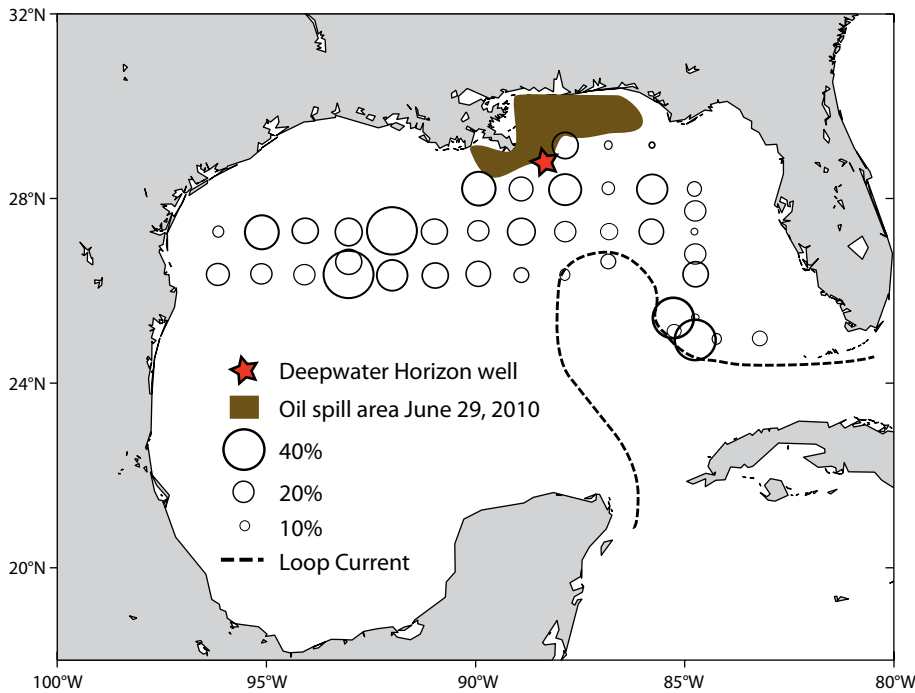 32°N
28°N
24°N
20°N
Deepwater Horizon well
Oil spill area June 29, 2010
40%
20%
10%
Loop Current
100°W 95°W 90°W 85°W 80°W